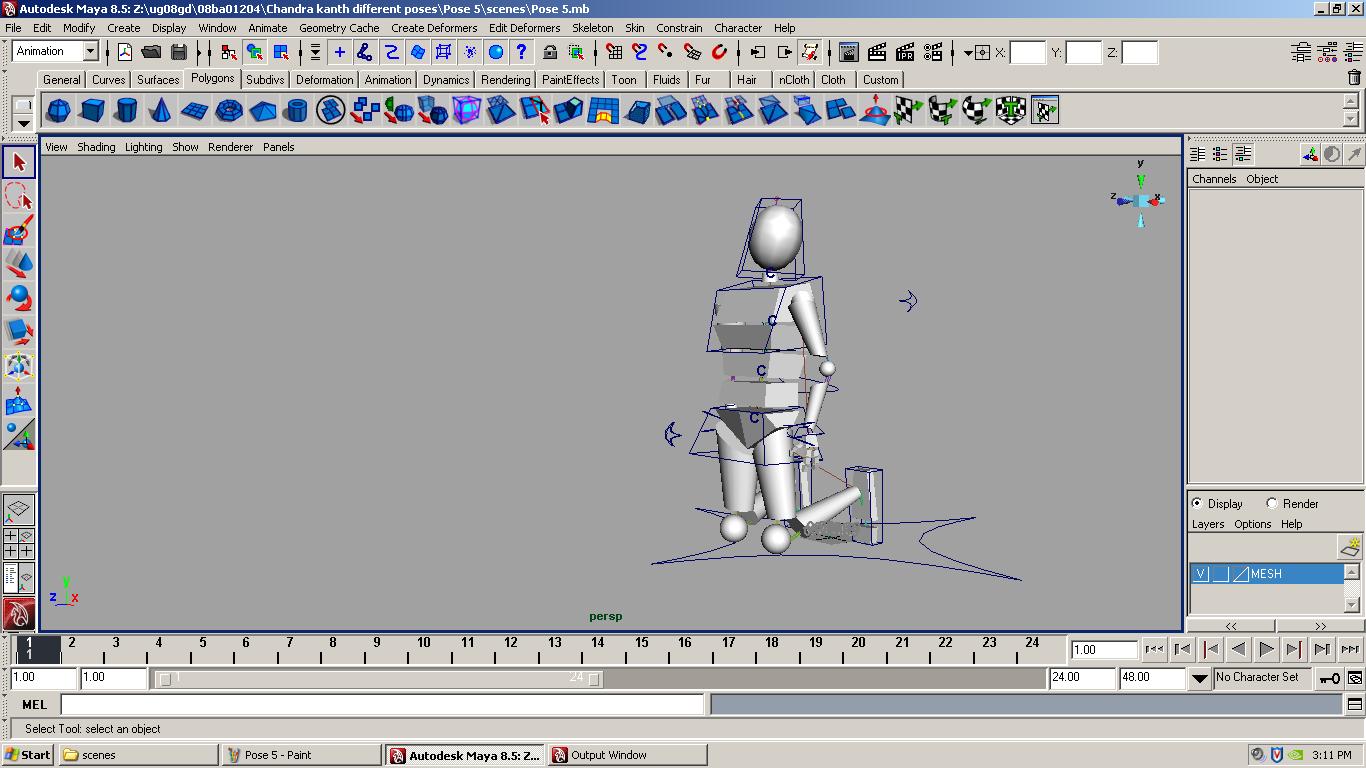 Autodesk Maya 8.5: Z:\ug08gd\08ba01204\Chandra kanth different poses\Pose 5\scenes\Pose 5.mb
File Edit Modify Create Display Window Animate Geometry Cache Create Deformers Edit Deformers Skeleton Skin Constrain Character Help
Animation X: Y: Z:
General Curves Surfaces Polygons Subdivs Deformation Animation Dynamics Rendering PaintEffects Toon Fluids Fur Hair nCloth Cloth Custom
View Shading Lighting Show Renderer Panels
Channels Object
y
z x
C
C
C
C
Display Render
Layers Options Help
V MESH
y
z x
persp
<< >>
1 2 3 4 5 6 7 8 9 10 11 12 13 14 15 16 17 18 19 20 21 22 23 24
1 1.00
1.00 1.00 1 24 24.00 48.00 No Character Set
MEL
Select Tool: select an object
Start scenes Pose 5 - Paint Autodesk Maya 8.5: Z... Output Window 3:11 PM